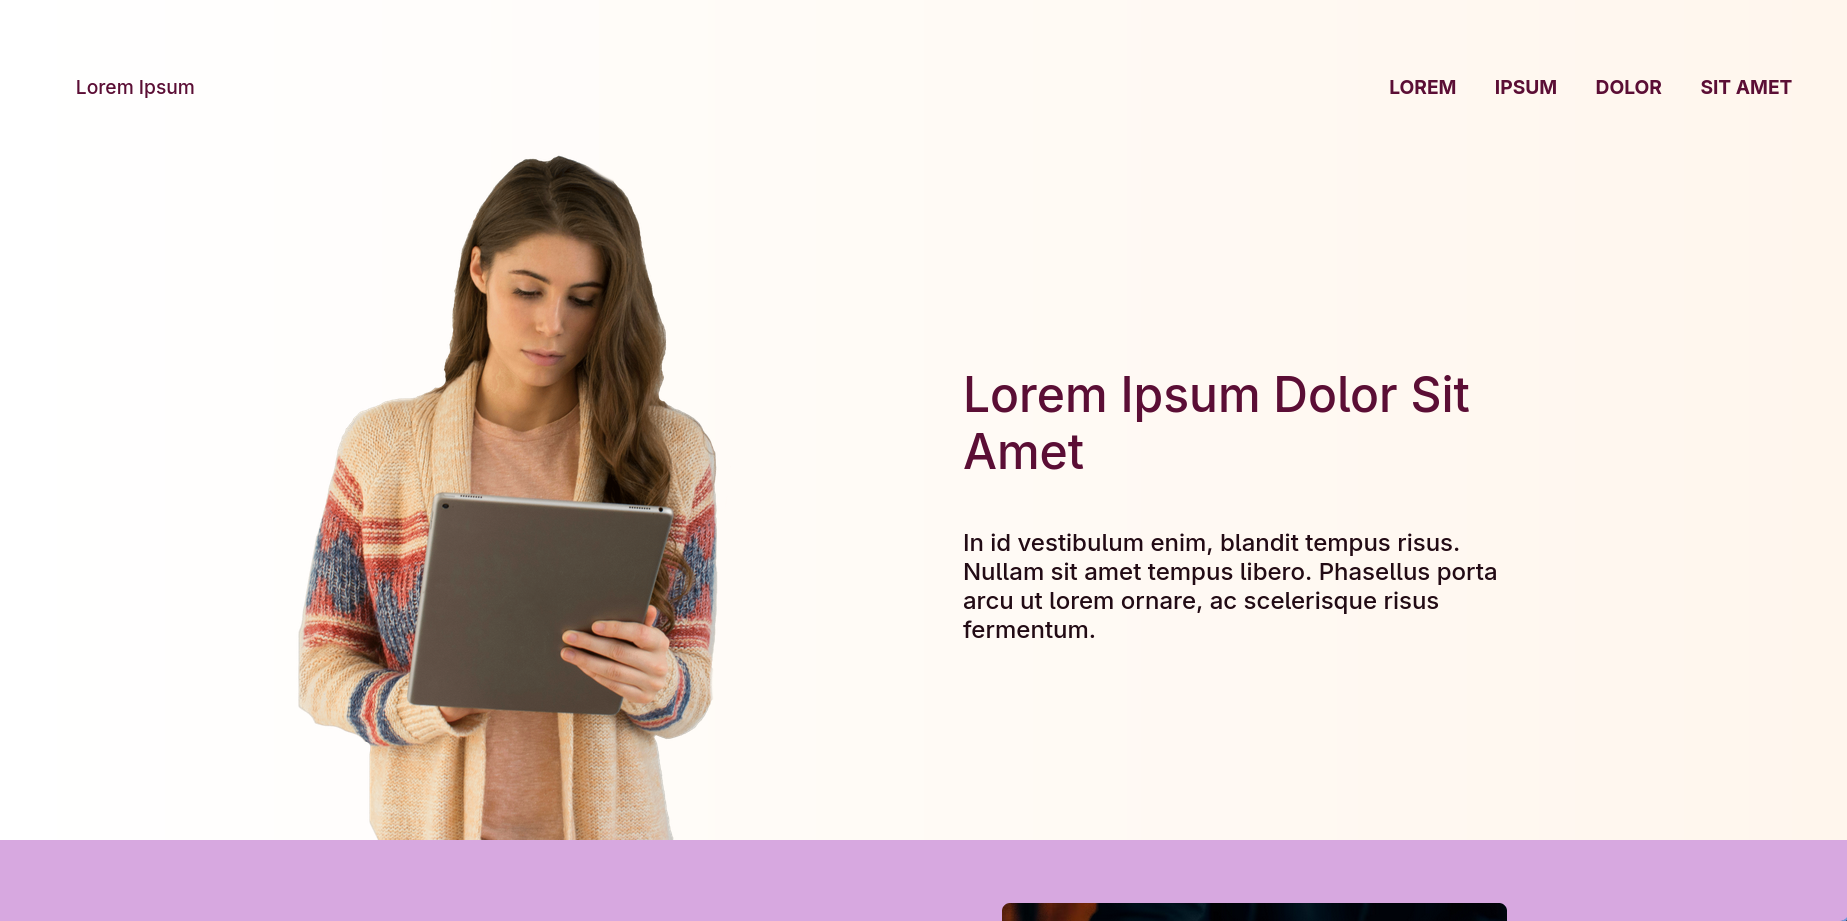 Lorem Ipsum
LOREM IPSUM DOLOR SIT AMET
Lorem Ipsum Dolor Sit
Amet
In id vestibulum enim, blandit tempus risus.
Nullam sit amet tempus libero. Phasellus porta
arcu ut lorem ornare, ac scelerisque risus
fermentum.